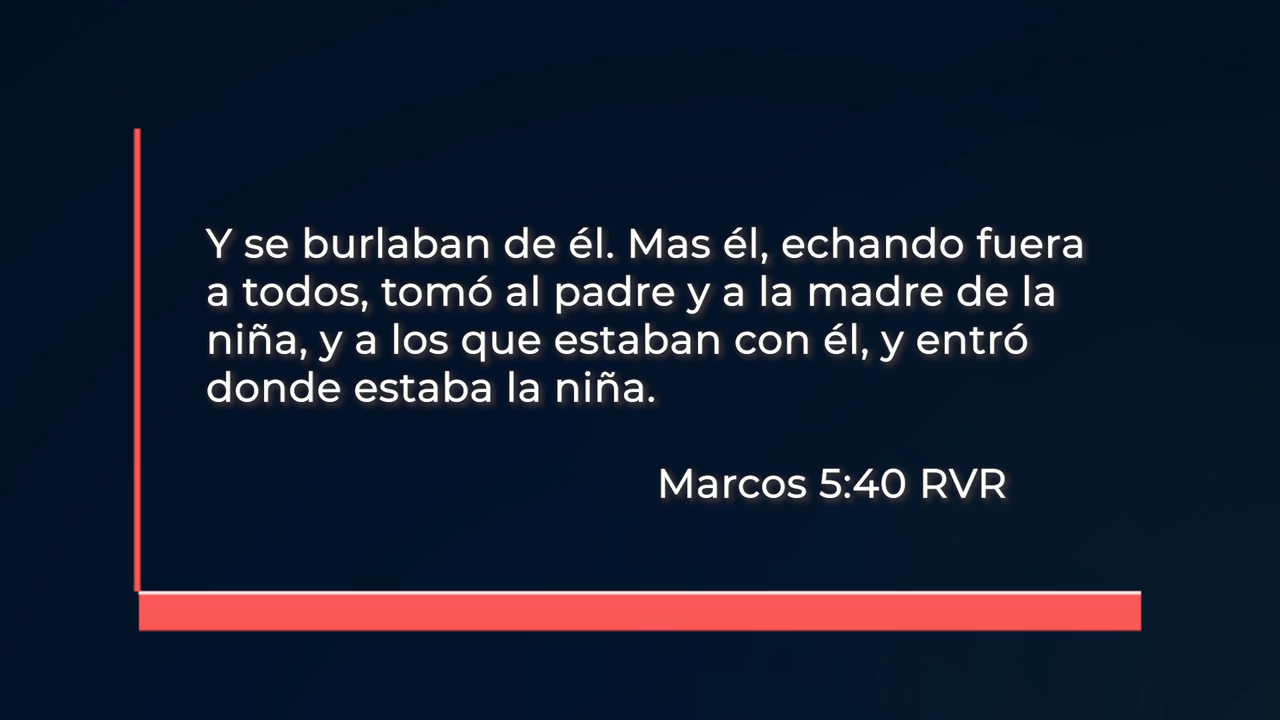 Y se burlaban de él. Mas él, echando fuera
a todos, tomó al padre y a la madre de la
niña, y a los que estaban con él, y entró
donde estaba la niña.
Marcos 5:40 RVR